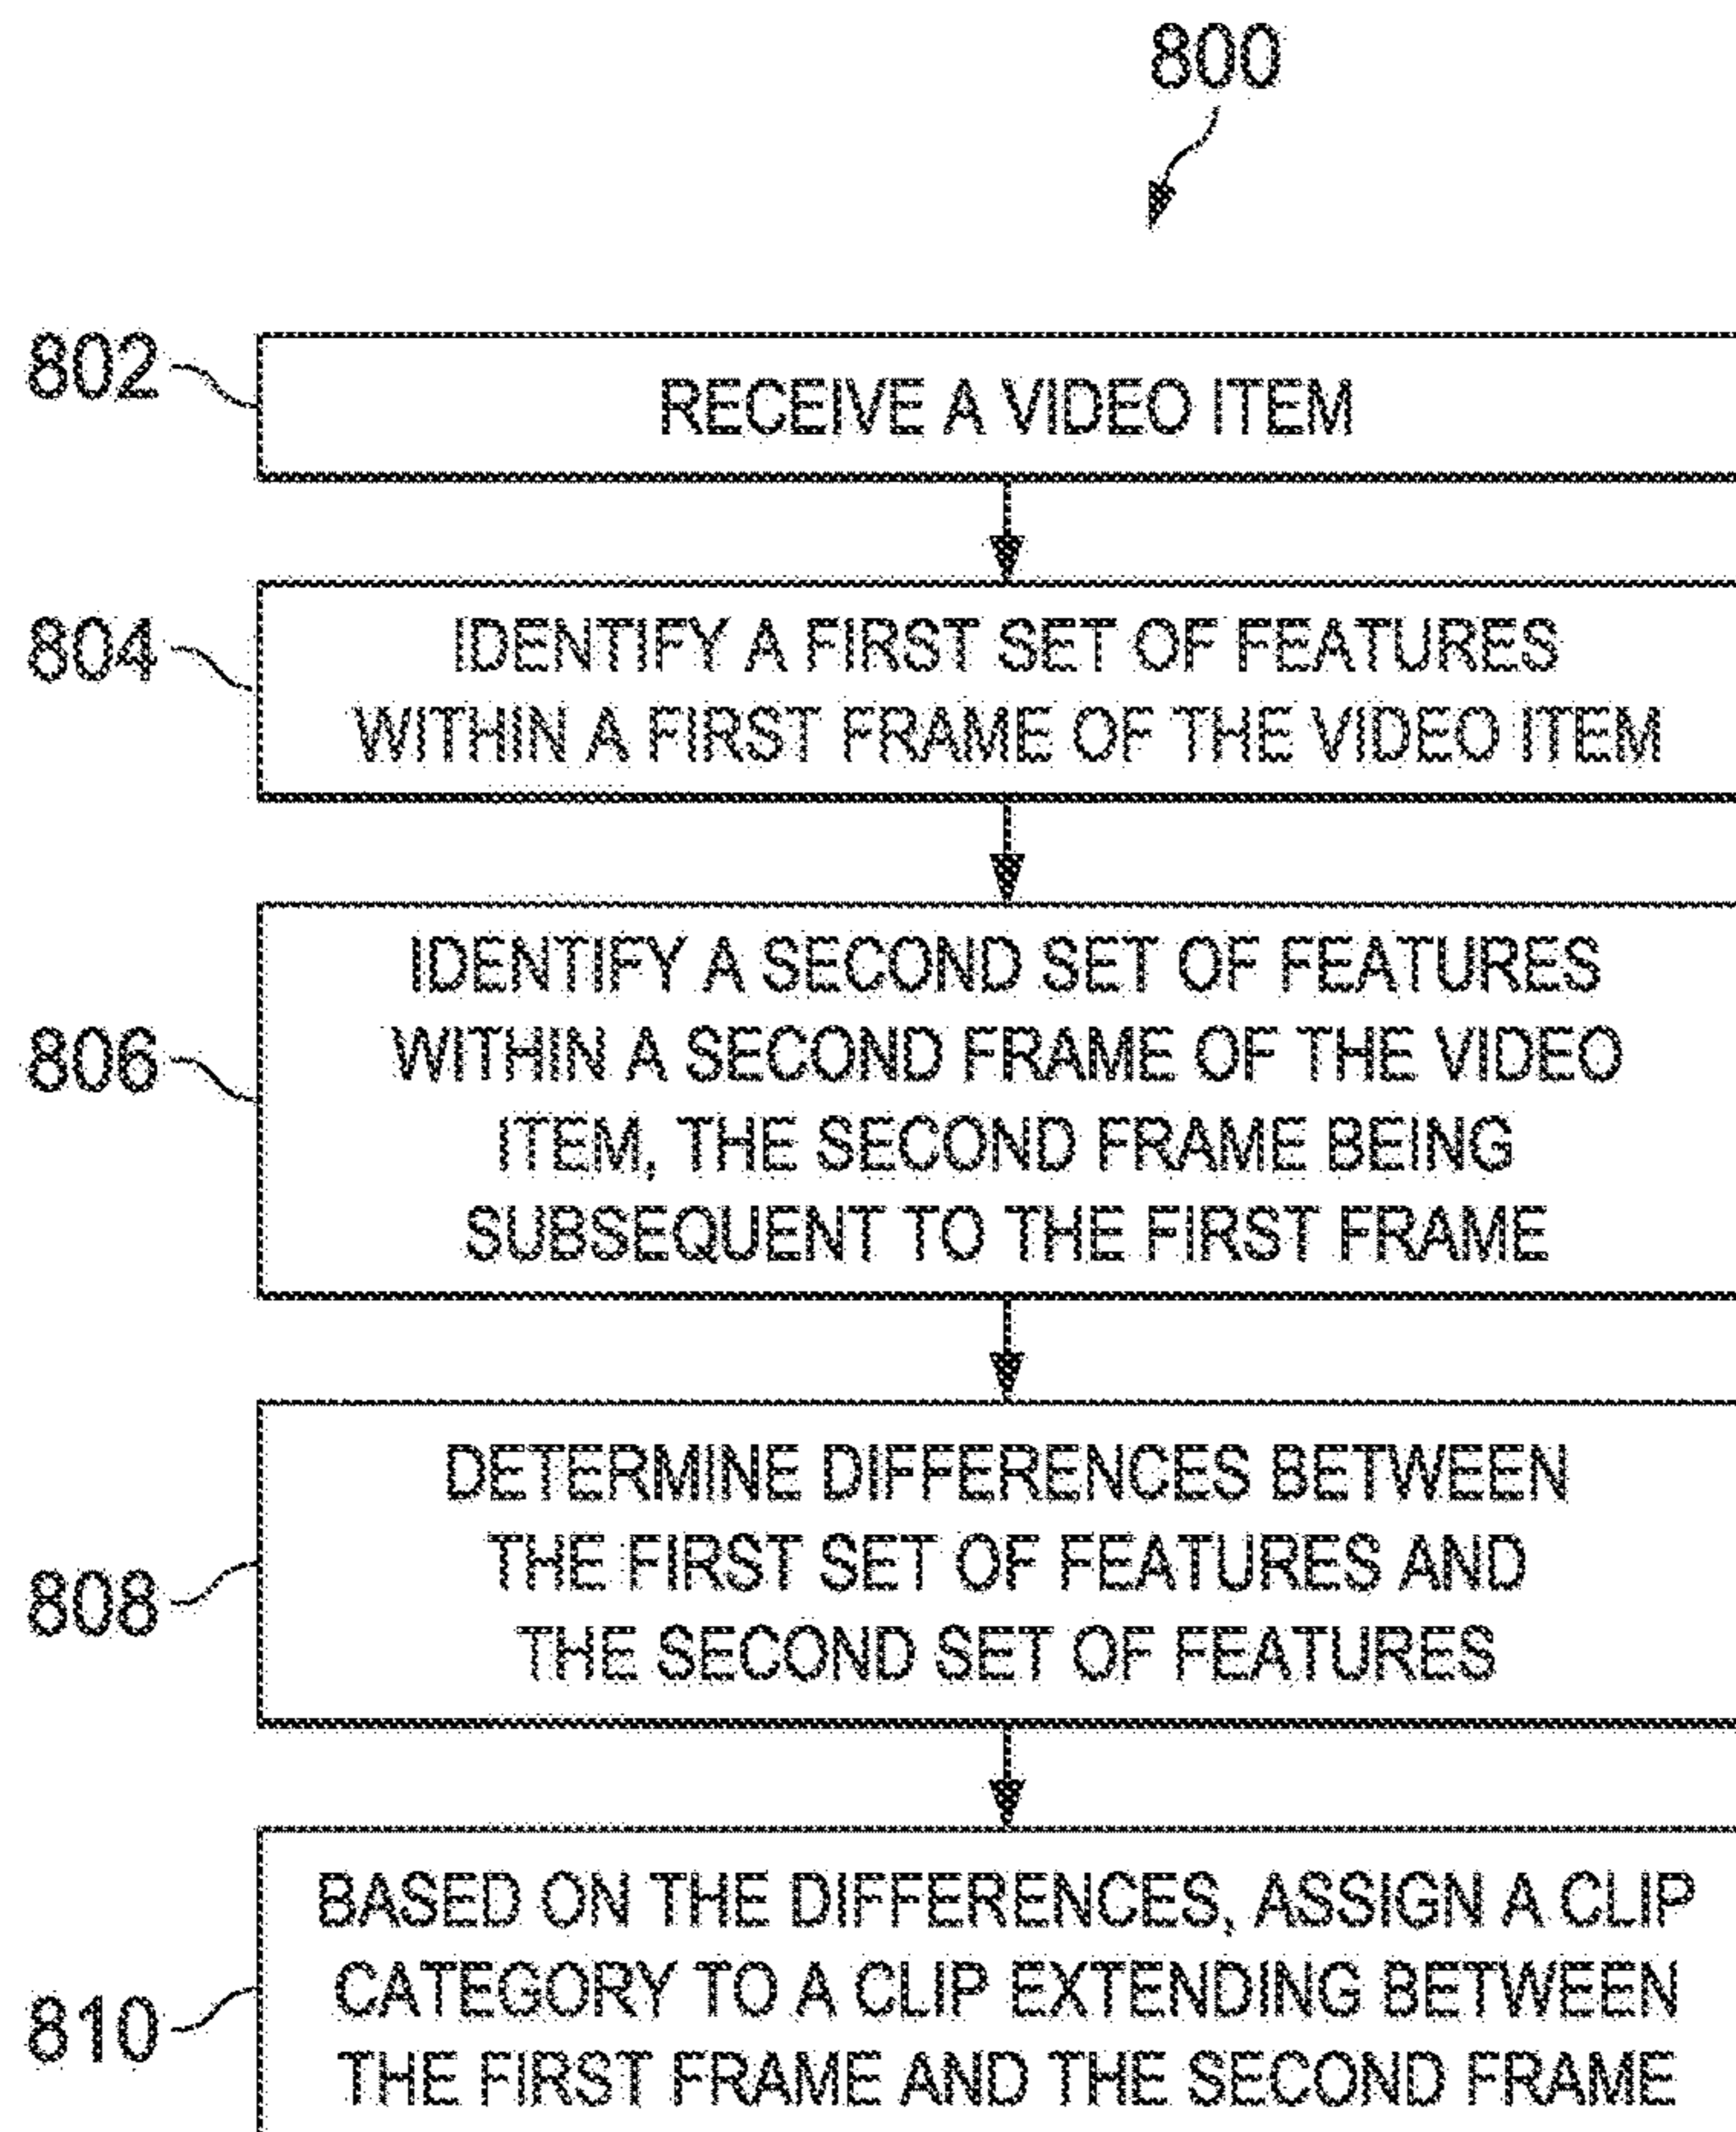 800
802
RECEIVE A VIDEO ITEM
804
IDENTIFY A FIRST SET OF FEATURES
WITHIN A FIRST FRAME OF THE VIDEO ITEM
806
IDENTIFY A SECOND SET OF FEATURES
WITHIN A SECOND FRAME OF THE VIDEO
ITEM, THE SECOND FRAME BEING
SUBSEQUENT TO THE FIRST FRAME
808
DETERMINE DIFFERENCES BETWEEN
THE FIRST SET OF FEATURES AND
THE SECOND SET OF FEATURES
810
BASED ON THE DIFFERENCES, ASSIGN A CLIP
CATEGORY TO A CLIP EXTENDING BETWEEN
THE FIRST FRAME AND THE SECOND FRAME